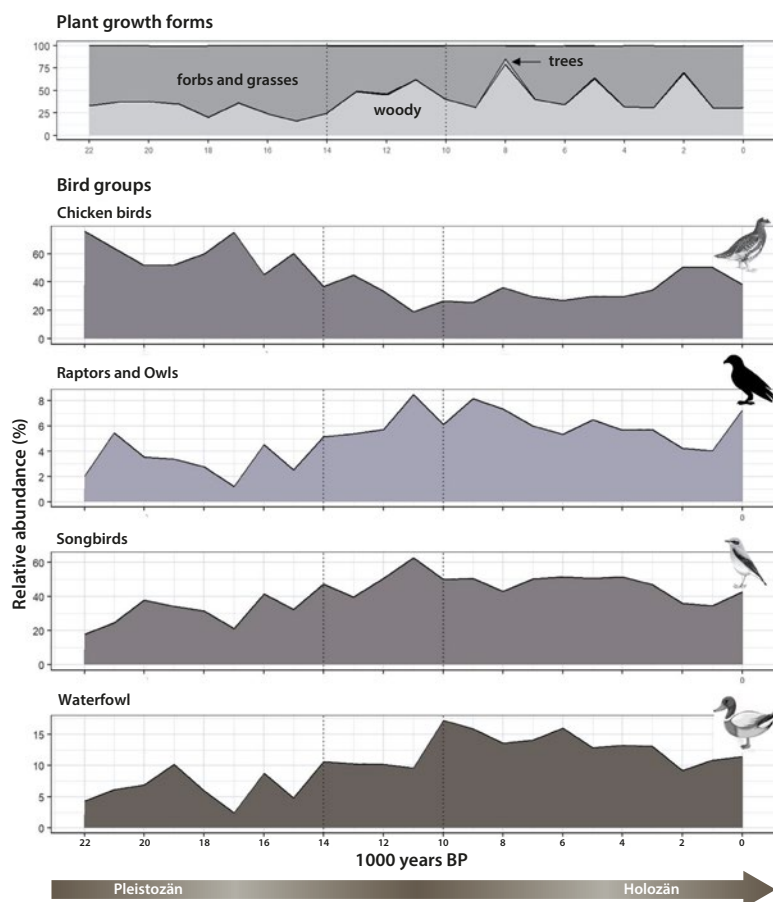 Plant growth forms
100
75
50
25
0
forbs and grasses
trees
woody
22 20 18 16 14 12 10 8 6 4 2 0
Bird groups
Chicken birds
60
40
20
0
Raptors and Owls
8
6
4
2
0
0
Songbirds
60
40
20
0
0
Waterfowl
15
10
5
0
22 20 18 16 14 12 10 8 6 4 2 0
Relative abundance (%)
1000 years BP
Pleistozän Holozän